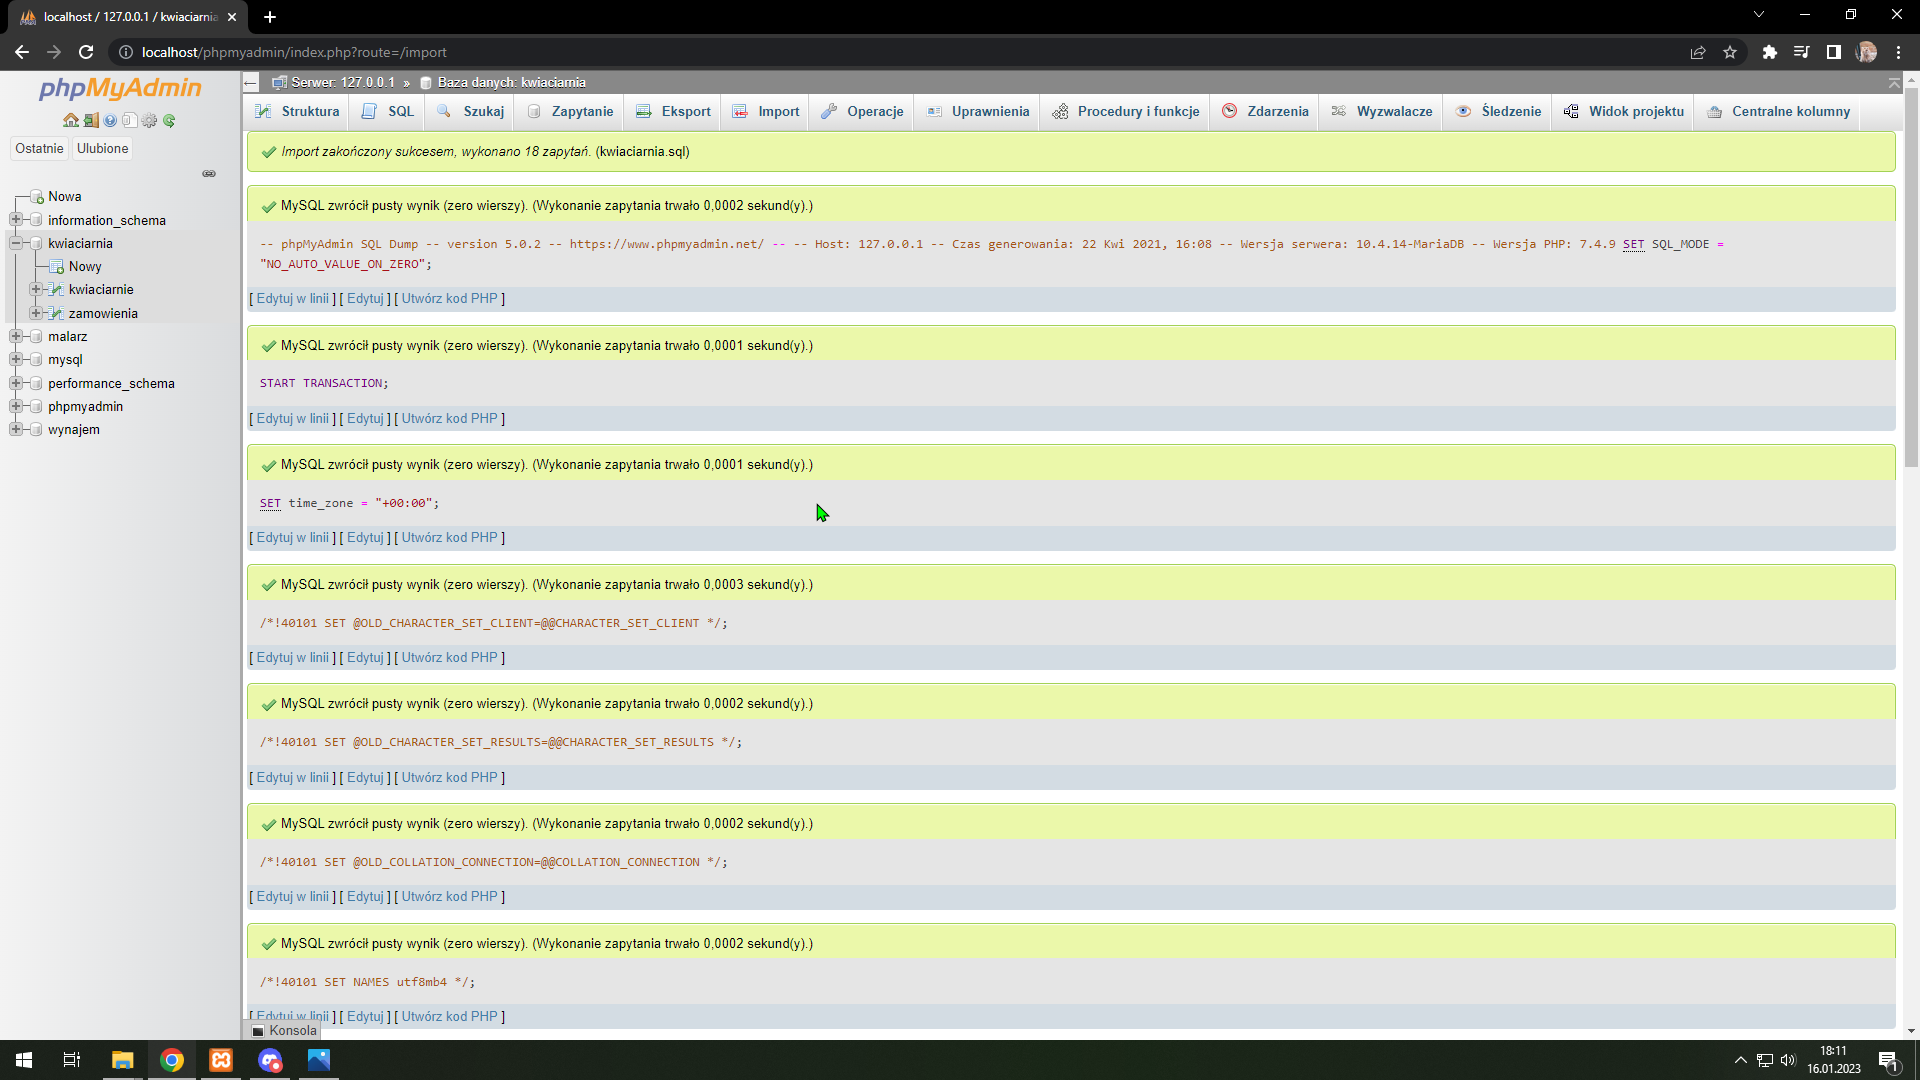 localhost / 127.0.0.1 / kwiaciarnia
localhost/phpmyadmin/index.php?route=/import
phpMyAdmin
Ostatnie Ulubione
Nowa
information_schema
kwiaciarnia
Nowy
kwiaciarnie
zamowienia
malarz
mysql
performance_schema
phpmyadmin
wynajem
Serwer: 127.0.0.1 » Baza danych: kwiaciarnia
Struktura SQL Szukaj Zapytanie Eksport Import Operacje Uprawnienia Procedury i funkcje Zdarzenia Wyzwalacze Śledzenie Widok projektu Centralne kolumny
Import zakończony sukcesem, wykonano 18 zapytań. (kwiaciarnia.sql)
MySQL zwrócił pusty wynik (zero wierszy). (Wykonanie zapytania trwało 0,0002 sekund(y).)
-- phpMyAdmin SQL Dump -- version 5.0.2 -- https://www.phpmyadmin.net/ -- -- Host: 127.0.0.1 -- Czas generowania: 22 Kwi 2021, 16:08 -- Wersja serwera: 10.4.14-MariaDB -- Wersja PHP: 7.4.9 SET SQL_MODE =
"NO_AUTO_VALUE_ON_ZERO";
[ Edytuj w linii ] [ Edytuj ] [ Utwórz kod PHP ]
MySQL zwrócił pusty wynik (zero wierszy). (Wykonanie zapytania trwało 0,0001 sekund(y).)
START TRANSACTION;
[ Edytuj w linii ] [ Edytuj ] [ Utwórz kod PHP ]
MySQL zwrócił pusty wynik (zero wierszy). (Wykonanie zapytania trwało 0,0001 sekund(y).)
SET time_zone = "+00:00";
[ Edytuj w linii ] [ Edytuj ] [ Utwórz kod PHP ]
MySQL zwrócił pusty wynik (zero wierszy). (Wykonanie zapytania trwało 0,0003 sekund(y).)
/*!40101 SET @OLD_CHARACTER_SET_CLIENT=@@CHARACTER_SET_CLIENT */;
[ Edytuj w linii ] [ Edytuj ] [ Utwórz kod PHP ]
MySQL zwrócił pusty wynik (zero wierszy). (Wykonanie zapytania trwało 0,0002 sekund(y).)
/*!40101 SET @OLD_CHARACTER_SET_RESULTS=@@CHARACTER_SET_RESULTS */;
[ Edytuj w linii ] [ Edytuj ] [ Utwórz kod PHP ]
MySQL zwrócił pusty wynik (zero wierszy). (Wykonanie zapytania trwało 0,0002 sekund(y).)
/*!40101 SET @OLD_COLLATION_CONNECTION=@@COLLATION_CONNECTION */;
[ Edytuj w linii ] [ Edytuj ] [ Utwórz kod PHP ]
MySQL zwrócił pusty wynik (zero wierszy). (Wykonanie zapytania trwało 0,0002 sekund(y).)
/*!40101 SET NAMES utf8mb4 */;
[ Edytuj w linii ] [ Edytuj ] [ Utwórz kod PHP ]
Konsola
18:11
16.01.2023
1